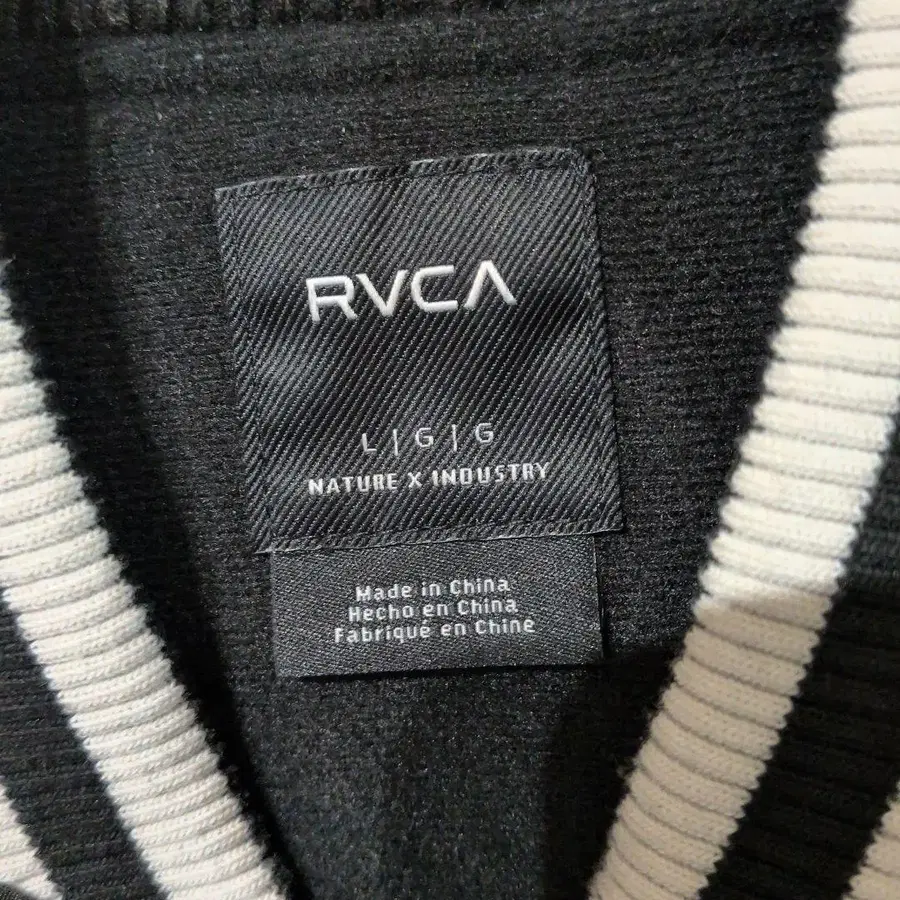 RVCA
L | G | G
NATURE X INDUSTRY
Made in China
Hecho en China
Fabriqué en Chine